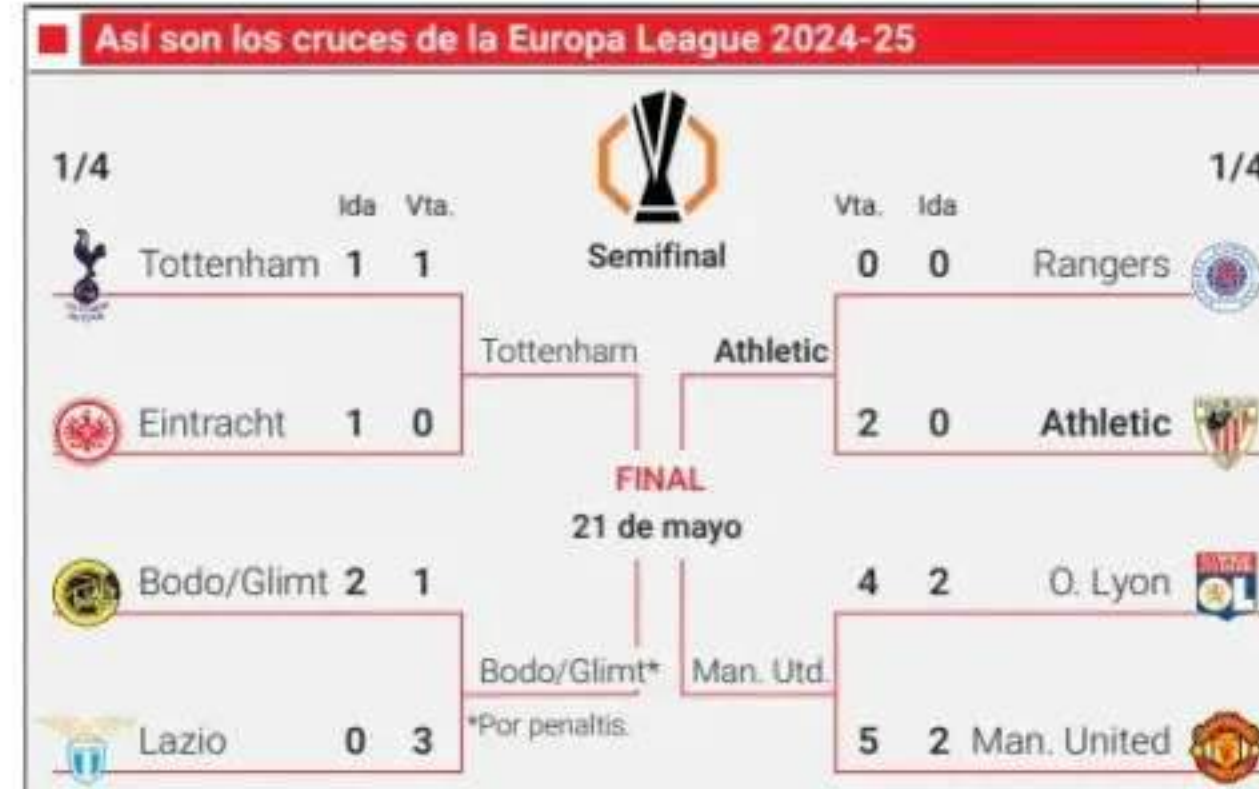 Así son los cruces de la Europa League 2024-25
1/4 1/4
Ida Vta. Vta. Ida
Semifinal
Tottenham 1 1 0 0 Rangers
Tottenham Athletic
Eintracht 1 0 2 0 Athletic
FINAL
21 de mayo
Bodo/Glimt 2 1 4 2 O. Lyon
Bodo/Glimt* Man. Utd.
*Por penaltis.
Lazio 0 3 5 2 Man. United
OL